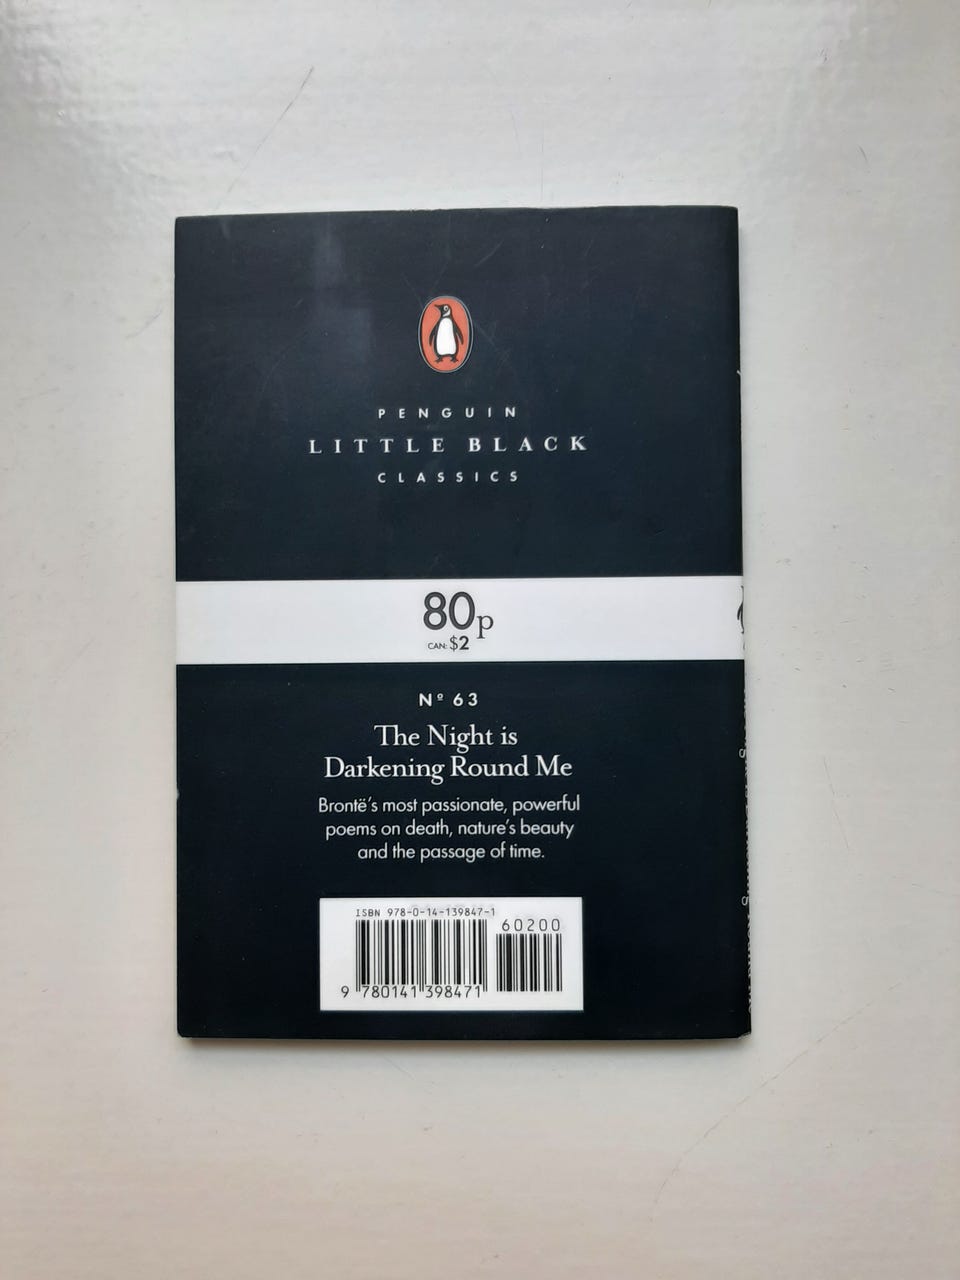 PENGUIN
LITTLE BLACK
CLASSICS
80p
CAN: $2
Nº 63
The Night is
Darkening Round Me
Brontë's most passionate, powerful
poems on death, nature's beauty
and the passage of time.
ISBN 978-0-14-139847-1
60200
9 780141 398471